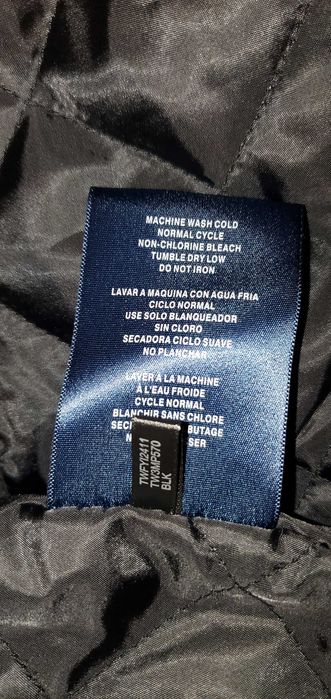 MACHINE WASH COLD
NORMAL CYCLE
NON-CHLORINE BLEACH
TUMBLE DRY LOW
DO NOT IRON
LAVAR A MAQUINA CON AGUA FRIA
CICLO NORMAL
USE SOLO BLANQUEADOR
SIN CLORO
SECADORA CICLO SUAVE
NO PLANCHAR
LAVER À LA MACHINE
À L'EAU FROIDE
CYCLE NORMAL
BLANCHIR SANS CHLORE
TWFYI2411
TW3MP570
BLK